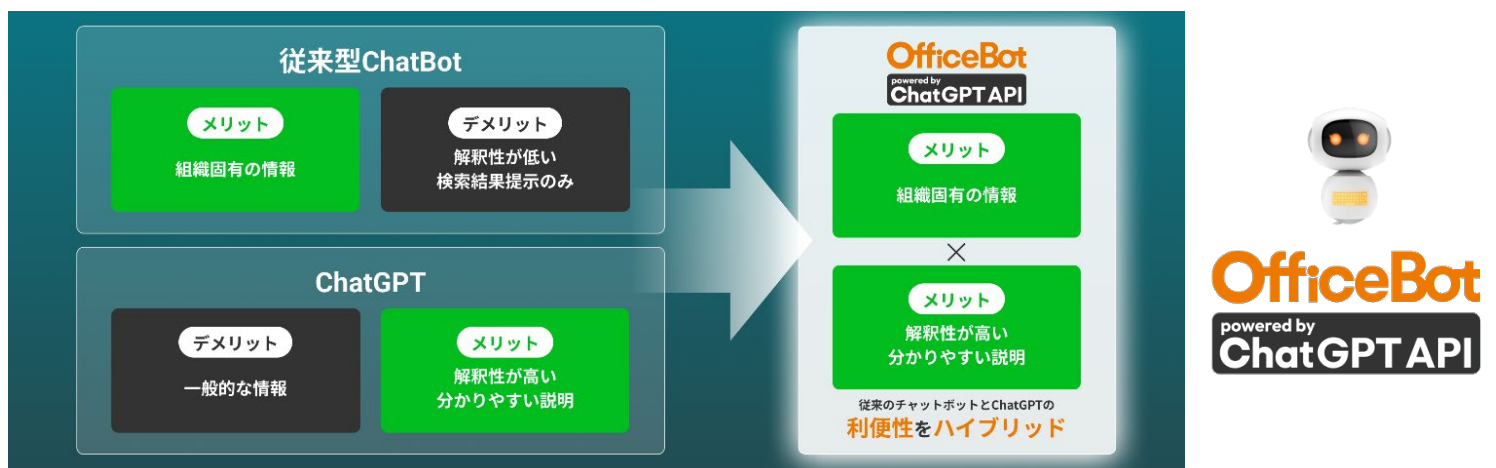 従来型ChatBot
メリット
組織固有の情報
デメリット
解釈性が低い
検索結果提示のみ
ChatGPT
デメリット
一般的な情報
メリット
解釈性が高い
分かりやすい説明
OfficeBot
powered by
ChatGPT API
メリット
組織固有の情報
×
メリット
解釈性が高い
分かりやすい説明
従来のチャットボットとChatGPTの
利便性をハイブリッド
OfficeBot
powered by
ChatGPT API